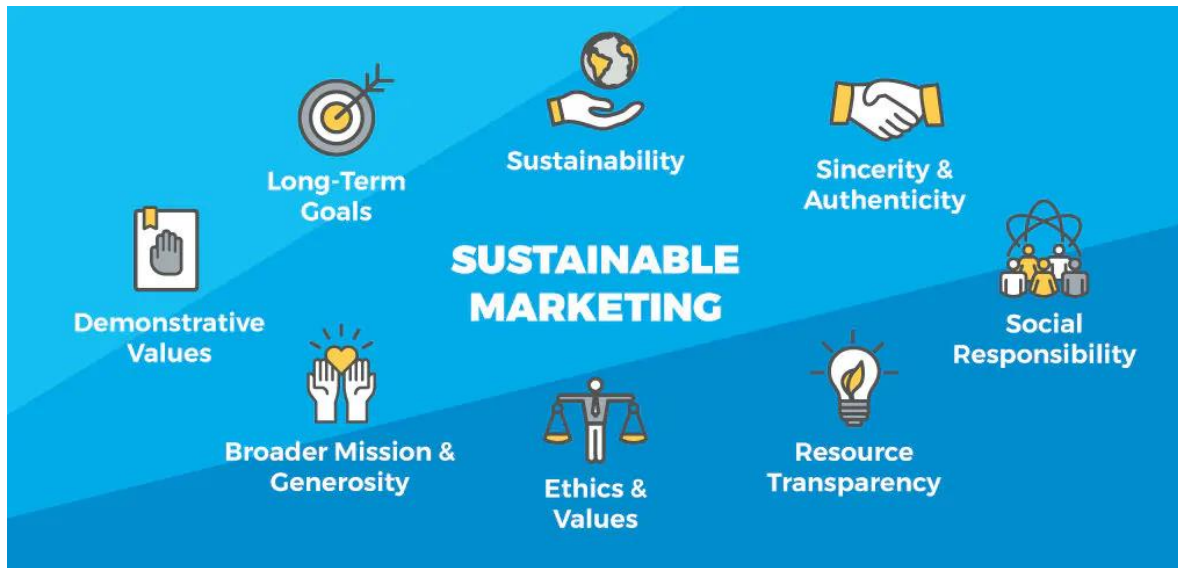 Sustainability
Sincerity &
Authenticity
Long-Term
Goals
SUSTAINABLE
MARKETING
Demonstrative
Values
Social
Responsibility
Broader Mission &
Generosity
Ethics &
Values
Resource
Transparency